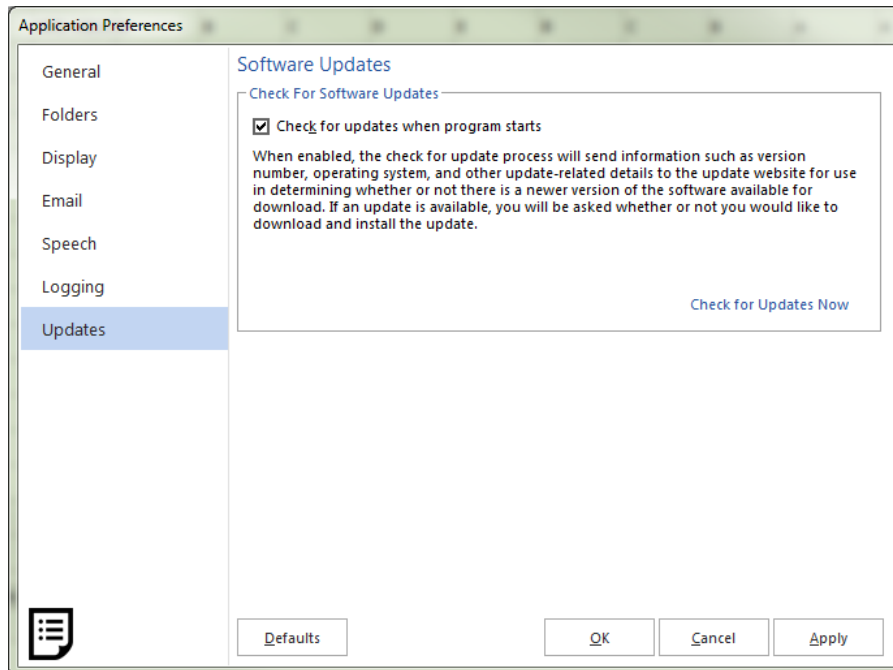 Application Preferences
General
Folders
Display
Email
Speech
Logging
Updates
Software Updates
Check For Software Updates
Check for updates when program starts
When enabled, the check for update process will send information such as version
number, operating system, and other update-related details to the update website for use
in determining whether or not there is a newer version of the software available for
download. If an update is available, you will be asked whether or not you would like to
download and install the update.
Check for Updates Now
Defaults
OK
Cancel
Apply